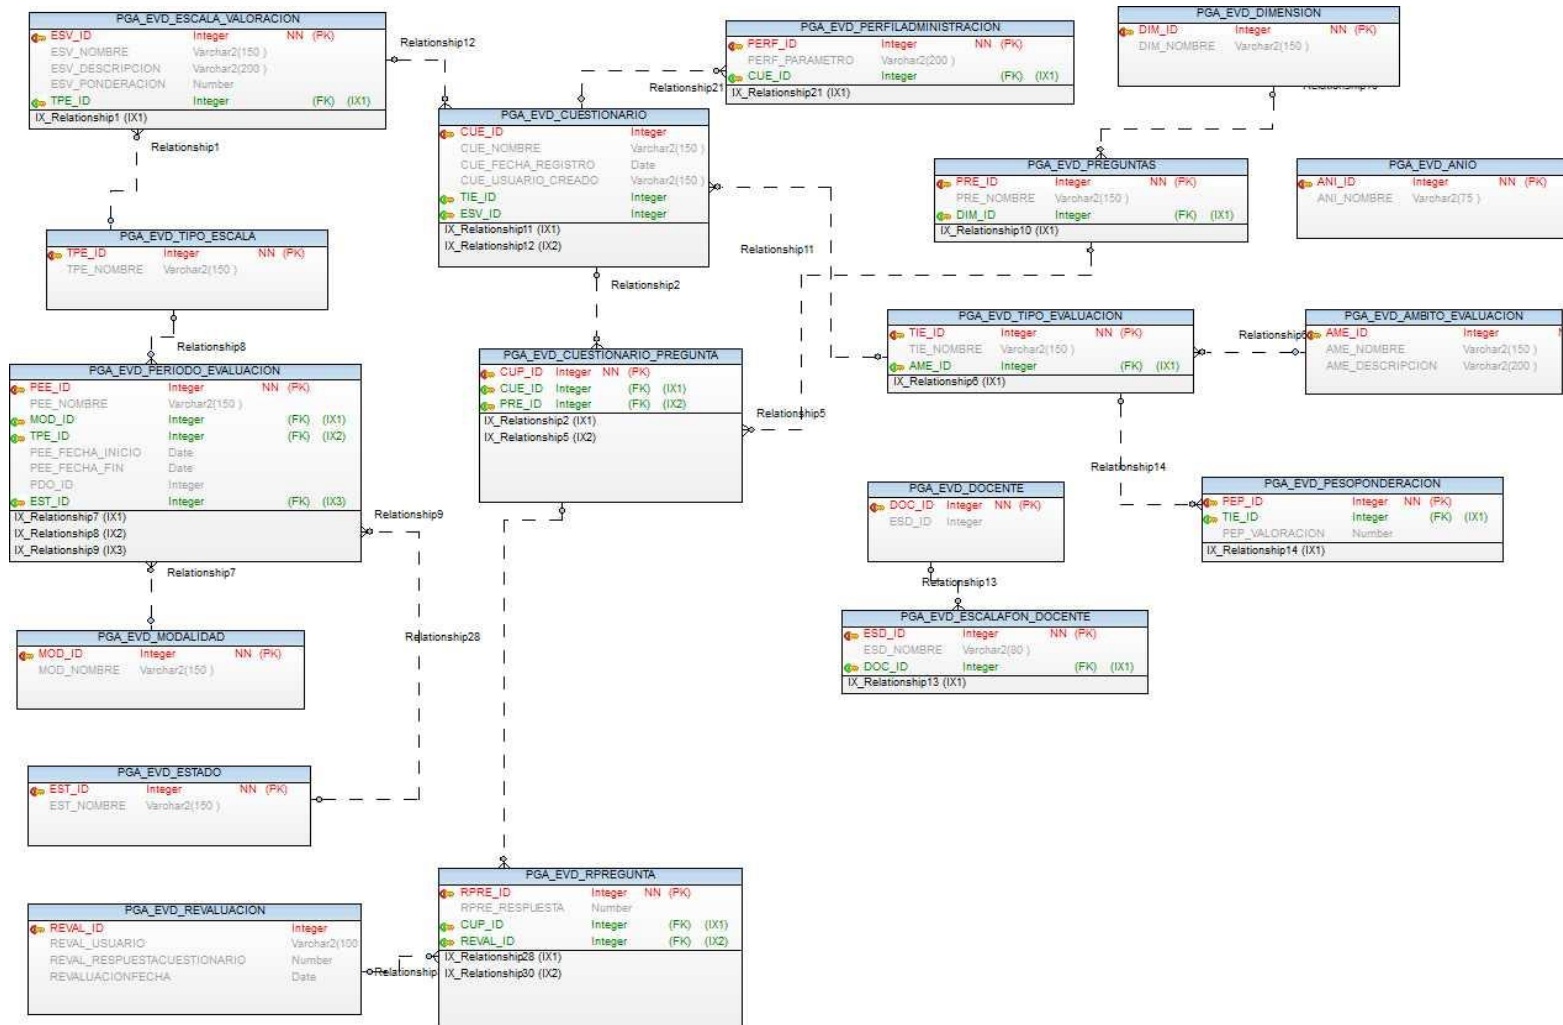 PGA_EVD_ESCALA_VALORACION
ESV_ID Integer NN (PK)
ESV_NOMBRE Varchar2(150 )
ESV_DESCRIPCION Varchar2(200 )
ESV_PONDERACION Number
TPE_ID Integer (FK) (IX1)
IX_Relationship1 (IX1)
Relationship12
PGA_EVD_PERFILADMINISTRACION
PERF_ID Integer NN (PK)
PERF_PARAMETRO Varchar2(200 )
CUE_ID Integer (FK) (IX1)
IX_Relationship21 (IX1)
Relationship21
PGA_EVD_DIMENSION
DIM_ID Integer NN (PK)
DIM_NOMBRE Varchar2(150 )
Relationship1
PGA_EVD_CUESTIONARIO
CUE_ID Integer
CUE_NOMBRE Varchar2(150 )
CUE_FECHA_REGISTRO Date
CUE_USUARIO_CREADO Varchar2(150 )
TIE_ID Integer
ESV_ID Integer
IX_Relationship11 (IX1)
IX_Relationship12 (IX2)
PGA_EVD_PREGUNTAS
PRE_ID Integer NN (PK)
PRE_NOMBRE Varchar2(150 )
DIM_ID Integer (FK) (IX1)
IX_Relationship10 (IX1)
PGA_EVD_ANIO
ANI_ID Integer NN (PK)
ANI_NOMBRE Varchar2(75 )
PGA_EVD_TIPO_ESCALA
TPE_ID Integer NN (PK)
TPE_NOMBRE Varchar2(150 )
Relationship11
Relationship2
Relationship8
PGA_EVD_TIPO_EVALUACION
TIE_ID Integer NN (PK)
TIE_NOMBRE Varchar2(150 )
AME_ID Integer (FK) (IX1)
IX_Relationship6 (IX1)
Relationship6
PGA_EVD_AMBITO_EVALUACION
AME_ID Integer
AME_NOMBRE Varchar2(150 )
AME_DESCRIPCION Varchar2(200 )
PGA_EVD_PERIODO_EVALUACION
PEE_ID Integer NN (PK)
PEE_NOMBRE Varchar2(150 )
MOD_ID Integer (FK) (IX1)
TPE_ID Integer (FK) (IX2)
PEE_FECHA_INICIO Date
PEE_FECHA_FIN Date
PDO_ID Integer
EST_ID Integer (FK) (IX3)
IX_Relationship7 (IX1)
IX_Relationship8 (IX2)
IX_Relationship9 (IX3)
PGA_EVD_CUESTIONARIO_PREGUNTA
CUP_ID Integer NN (PK)
CUE_ID Integer (FK) (IX1)
PRE_ID Integer (FK) (IX2)
IX_Relationship2 (IX1)
IX_Relationship5 (IX2)
Relationship5
Relationship14
PGA_EVD_DOCENTE
DOC_ID Integer NN (PK)
ESD_ID Integer
PGA_EVD_PESOPONDERACION
PEP_ID Integer NN (PK)
TIE_ID Integer (FK) (IX1)
PEP_VALORACION Number
IX_Relationship14 (IX1)
Relationship9
Relationship7
Relationship13
PGA_EVD_MODALIDAD
MOD_ID Integer NN (PK)
MOD_NOMBRE Varchar2(150 )
Relationship28
PGA_EVD_ESCALAFON_DOCENTE
ESD_ID Integer NN (PK)
ESD_NOMBRE Varchar2(80 )
DOC_ID Integer (FK) (IX1)
IX_Relationship13 (IX1)
PGA_EVD_ESTADO
EST_ID Integer NN (PK)
EST_NOMBRE Varchar2(150 )
PGA_EVD_REVALUACION
REVAL_ID Integer
REVAL_USUARIO Varchar2(100
REVAL_RESPUESTACUESTIONARIO Number
REVALUACIONFECHA Date
Relationship
PGA_EVD_RPREGUNTA
RPRE_ID Integer NN (PK)
RPRE_RESPUESTA Number
CUP_ID Integer (FK) (IX1)
REVAL_ID Integer (FK) (IX2)
IX_Relationship28 (IX1)
IX_Relationship30 (IX2)